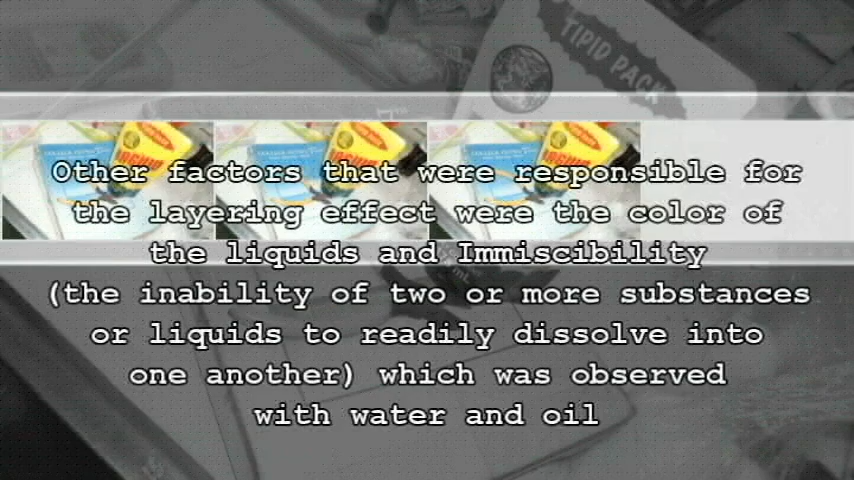 TIPID PACK
Other factors that were responsible for
the layering effect were the color of
the liquids and Immiscibility
(the inability of two or more substances
or liquids to readily dissolve into
one another) which was observed
with water and oil